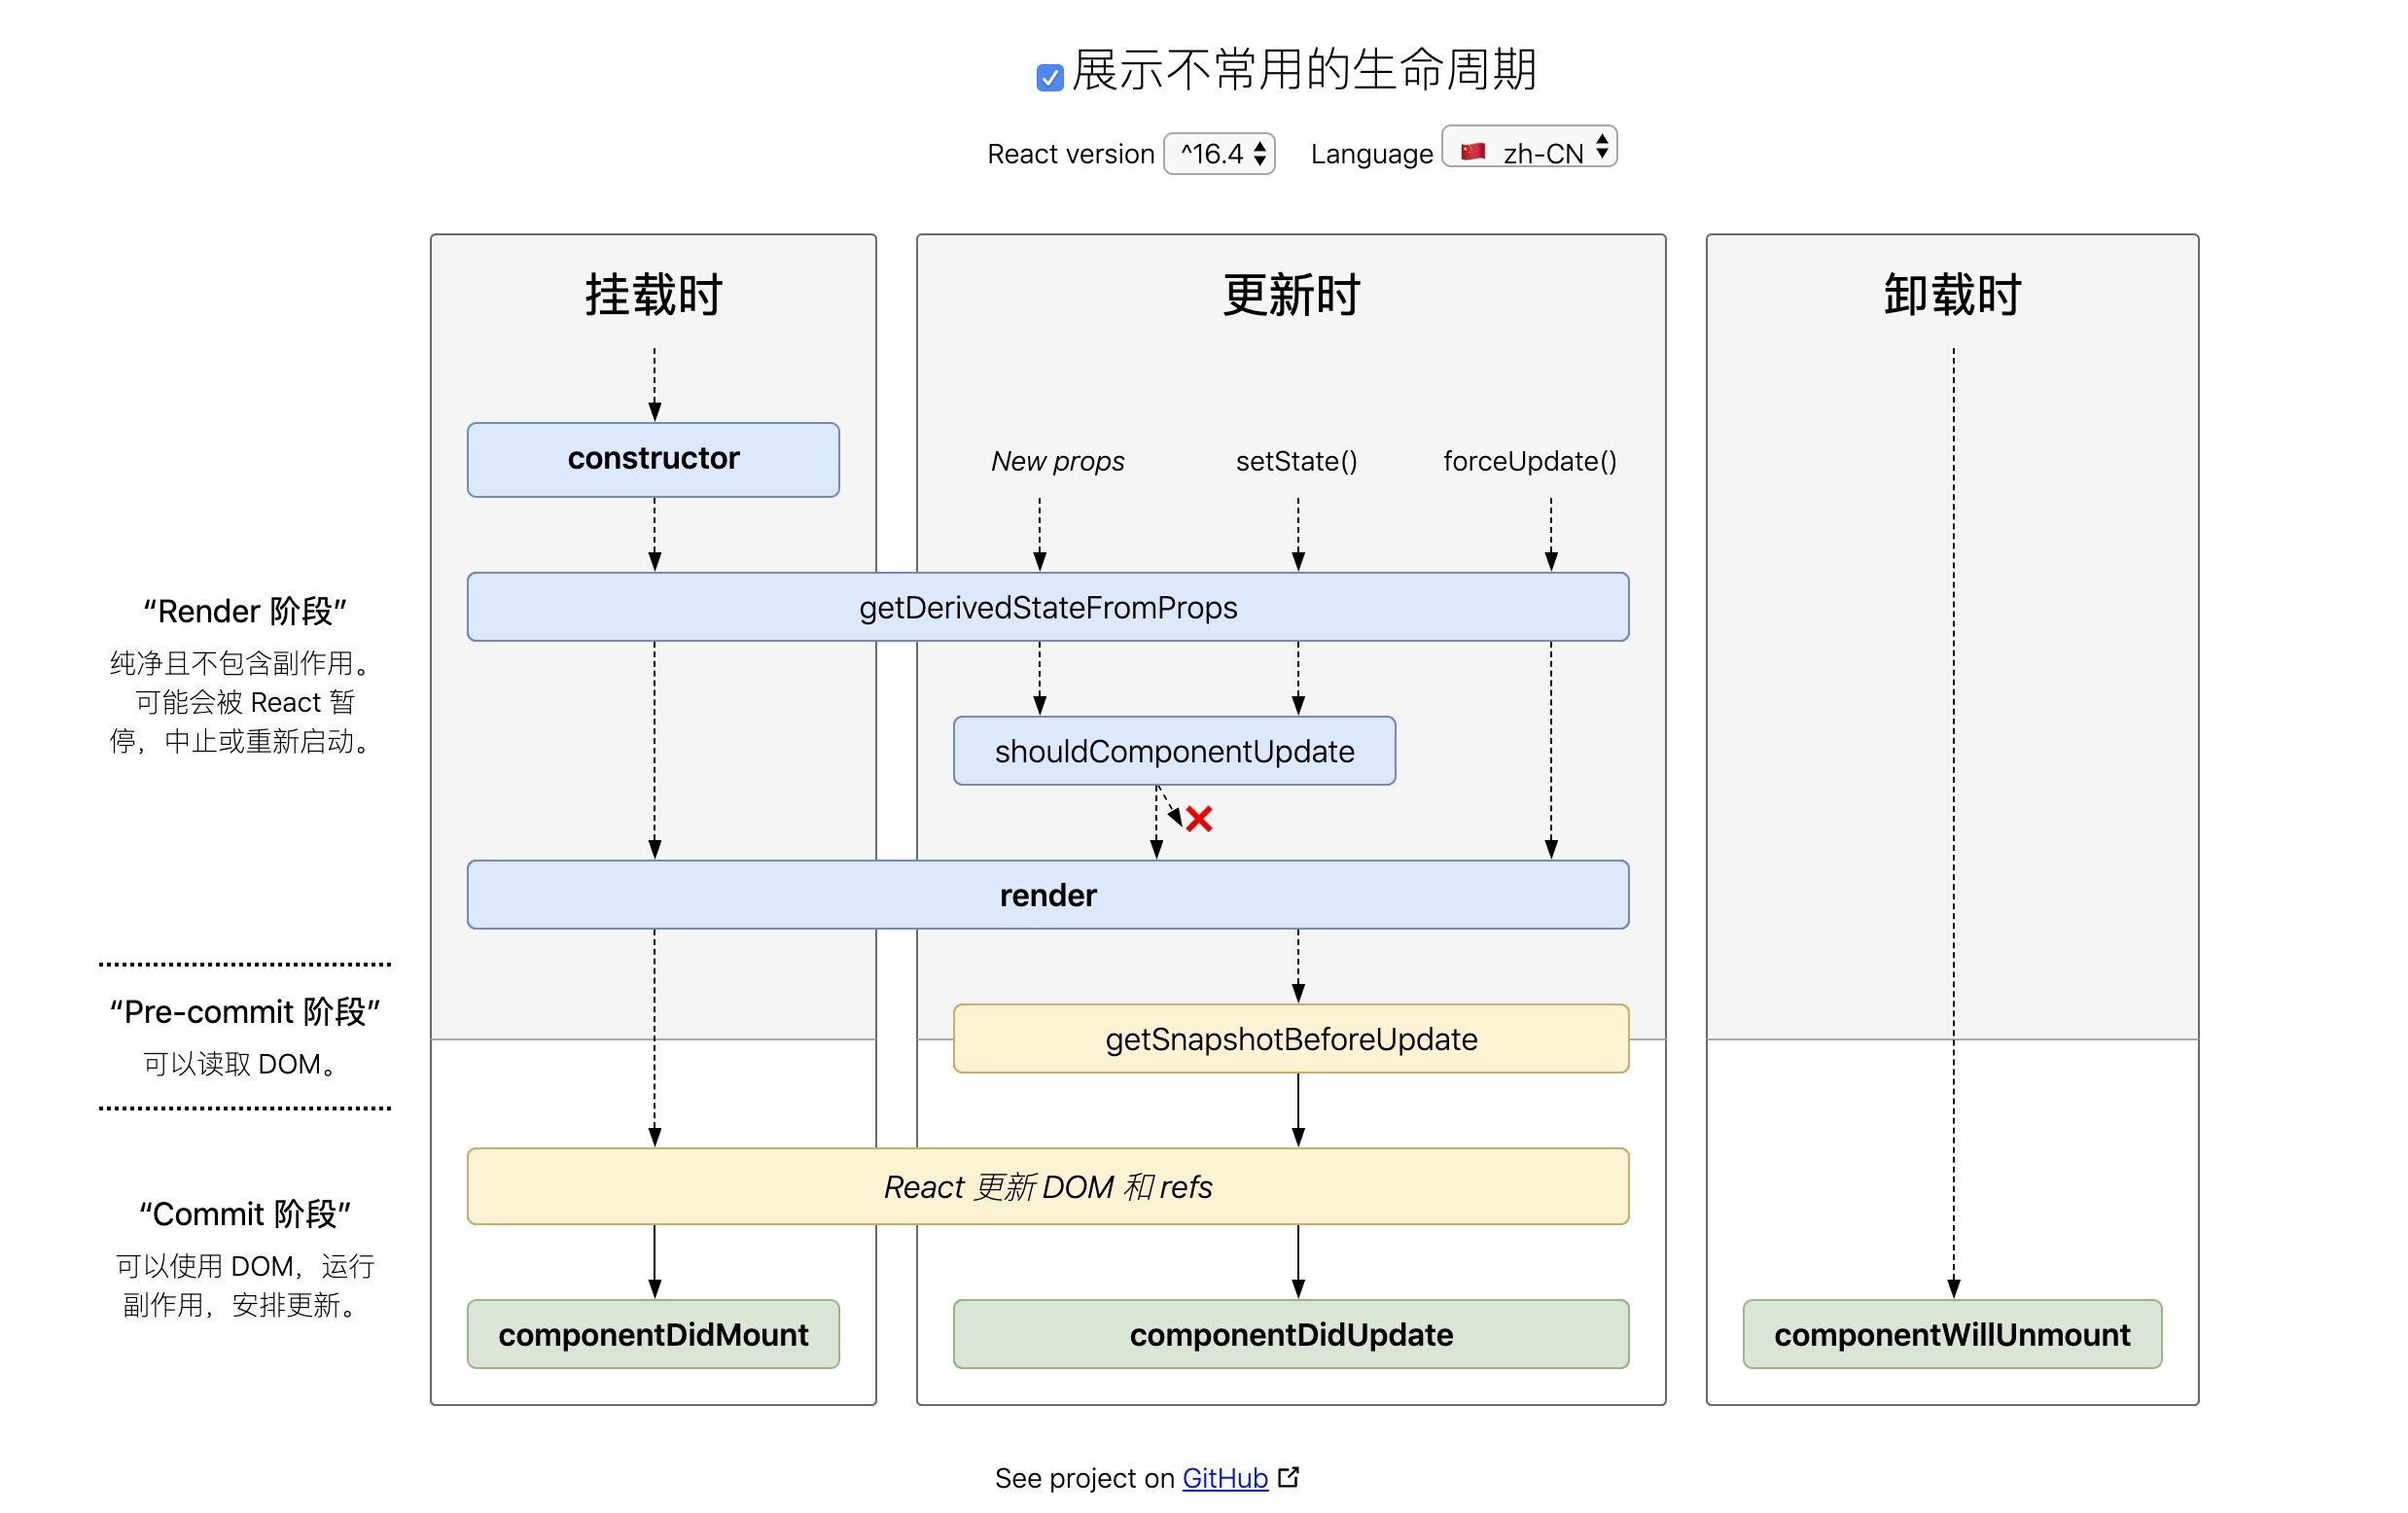 展示不常用的生命周期
React version ^16.4 Language zh-CN
挂载时
更新时
卸载时
constructor
New props
setState()
forceUpdate()
getDerivedStateFromProps
“Render 阶段”
纯净且不包含副作用。
可能会被 React 暂
停，中止或重新启动。
shouldComponentUpdate
render
“Pre-commit 阶段”
可以读取 DOM。
getSnapshotBeforeUpdate
React 更新 DOM 和 refs
“Commit 阶段”
可以使用 DOM，运行
副作用，安排更新。
componentDidMount
componentDidUpdate
componentWillUnmount
See project on GitHub